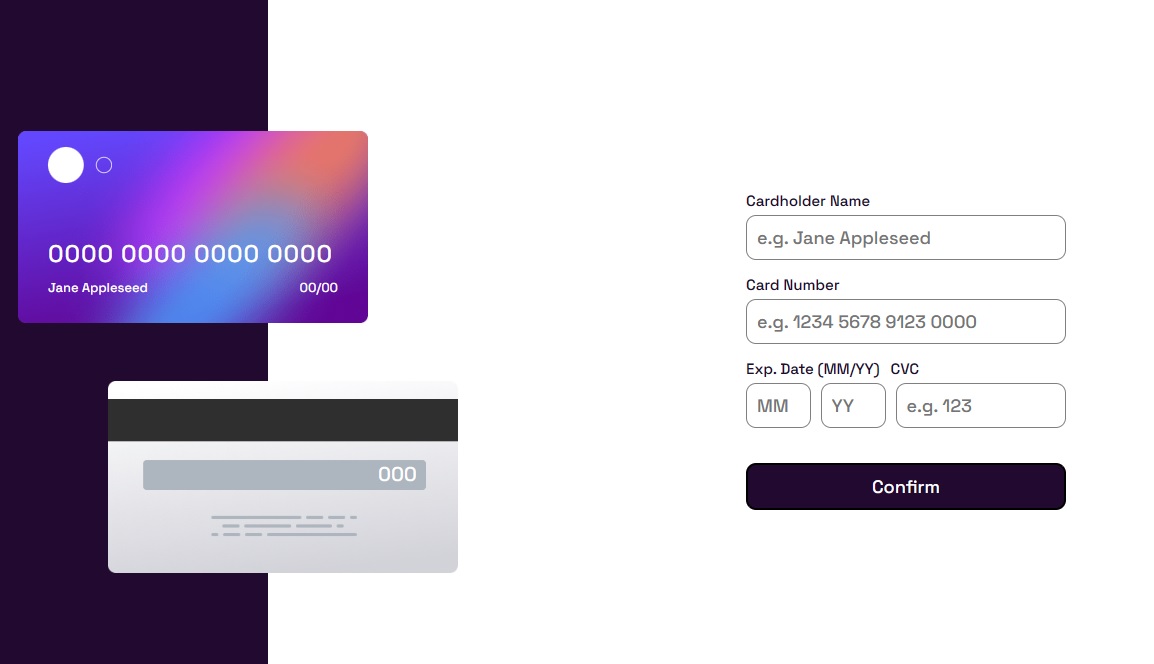 0000 0000 0000 0000
Jane Appleseed 00/00
000
Cardholder Name
e.g. Jane Appleseed
Card Number
e.g. 1234 5678 9123 0000
Exp. Date (MM/YY) CVC
MM YY e.g. 123
Confirm